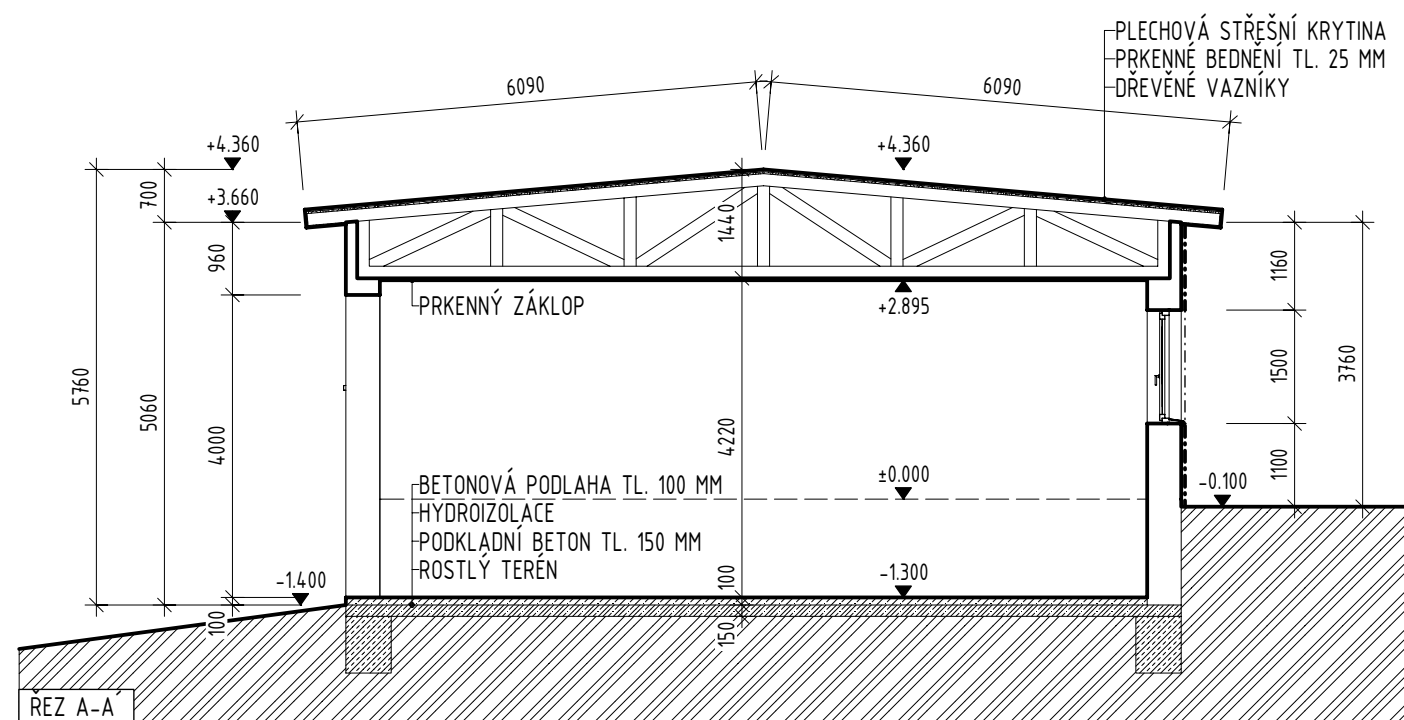 PLECHOVÁ STŘEŠNÍ KRYTINA
PRKENNÉ BEDNĚNÍ TL. 25 MM
DŘEVĚNÉ VAZNÍKY
6090
6090
+4.360
+4.360
700
+3.660
1440
960
1160
PRKENNÝ ZÁKLOP
+2.895
5760
5060
4000
4220
1500
3760
1100
BETONOVÁ PODLAHA TL. 100 MM
HYDROIZOLACE
PODKLADNÍ BETON TL. 150 MM
ROSTLÝ TERÉN
±0.000
-0.100
-1.400
100
100
-1.300
150
ŘEZ A-A'